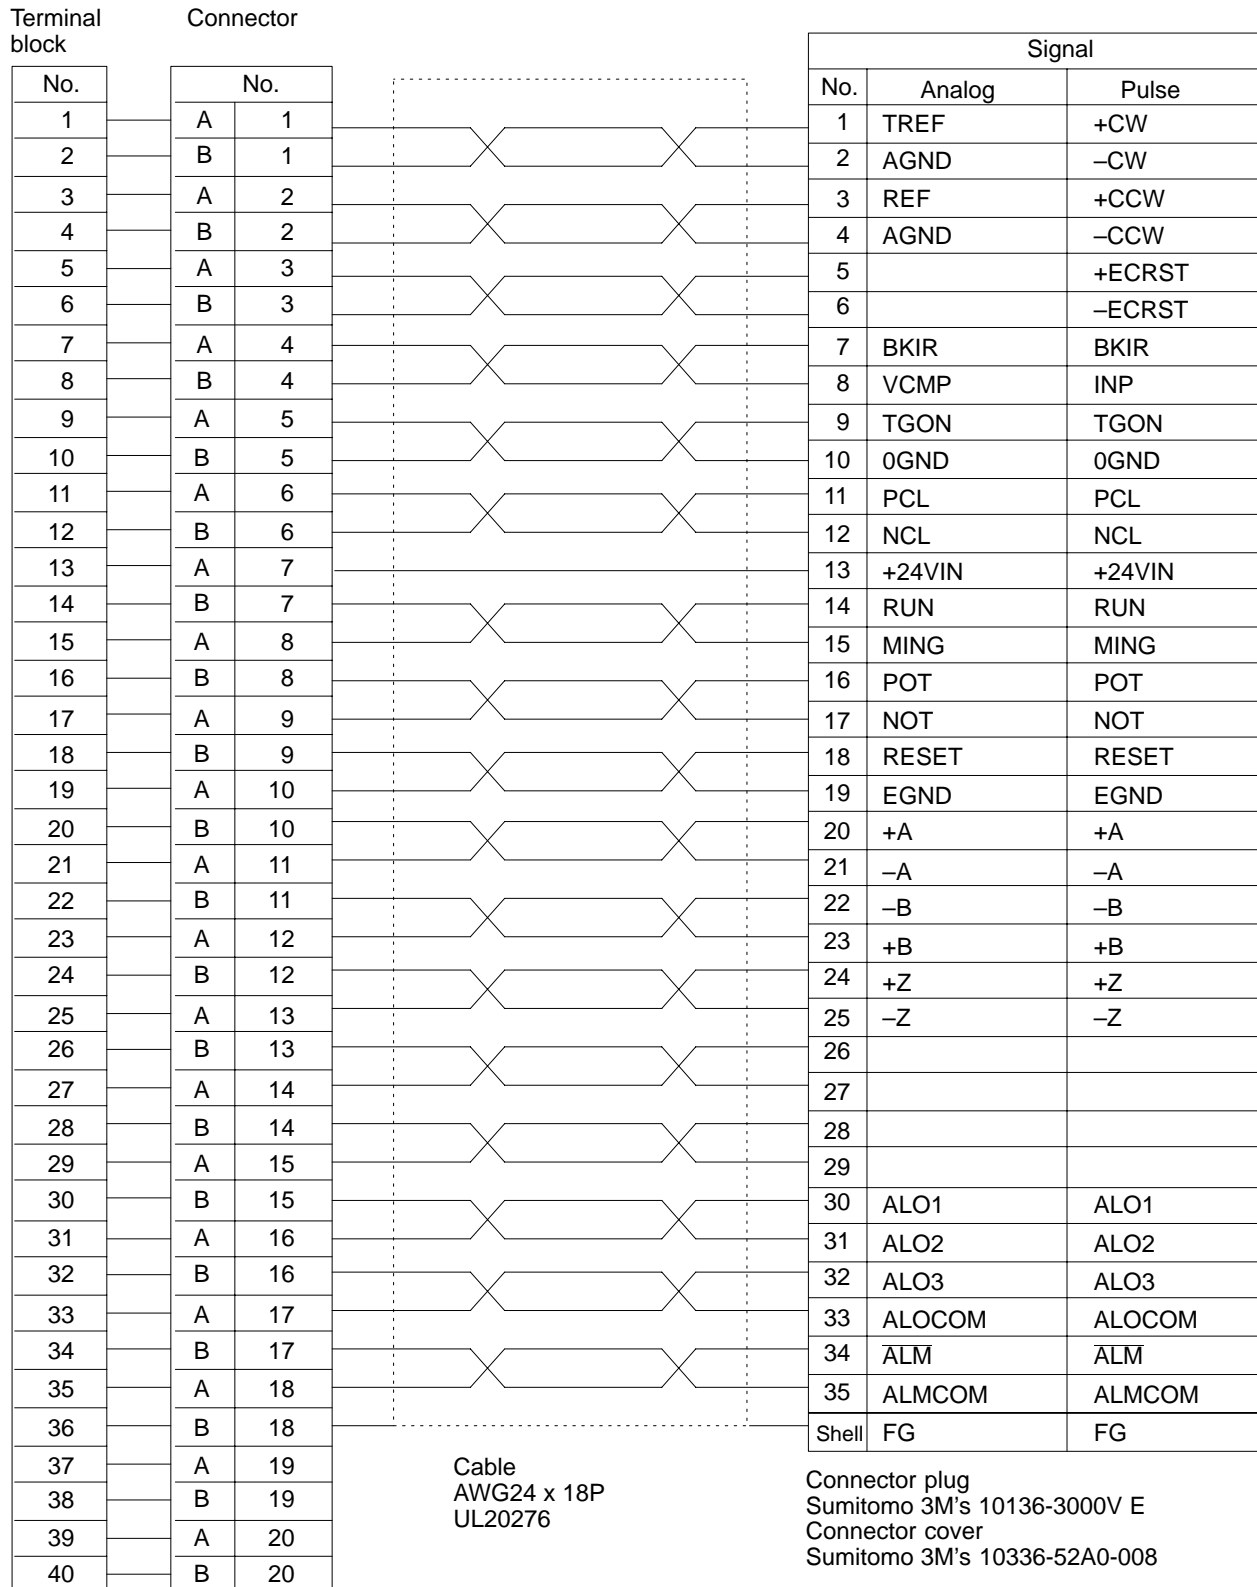 Terminal block Connector
Signal
No. No. No. Analog Pulse
1 A 1 1 TREF +CW
2 B 1 2 AGND –CW
3 A 2 3 REF +CCW
4 B 2 4 AGND –CCW
5 A 3 5 +ECRST
6 B 3 6 –ECRST
7 A 4 7 BKIR BKIR
8 B 4 8 VCMP INP
9 A 5 9 TGON TGON
10 B 5 10 0GND 0GND
11 A 6 11 PCL PCL
12 B 6 12 NCL NCL
13 A 7 13 +24VIN +24VIN
14 B 7 14 RUN RUN
15 A 8 15 MING MING
16 B 8 16 POT POT
17 A 9 17 NOT NOT
18 B 9 18 RESET RESET
19 A 10 19 EGND EGND
20 B 10 20 +A +A
21 A 11 21 –A –A
22 B 11 22 –B –B
23 A 12 23 +B +B
24 B 12 24 +Z +Z
25 A 13 25 –Z –Z
26 B 13 26
27 A 14 27
28 B 14 28
29 A 15 29
30 B 15 30 ALO1 ALO1
31 A 16 31 ALO2 ALO2
32 B 16 32 ALO3 ALO3
33 A 17 33 ALOCOM ALOCOM
34 B 17 34 A̅L̅M̅ A̅L̅M̅
35 A 18 35 ALMCOM ALMCOM
36 B 18 Shell FG FG
37 A 19
38 B 19
39 A 20
40 B 20
Cable
AWG24 x 18P
UL20276
Connector plug
Sumitomo 3M's 10136-3000V E
Connector cover
Sumitomo 3M's 10336-52A0-008